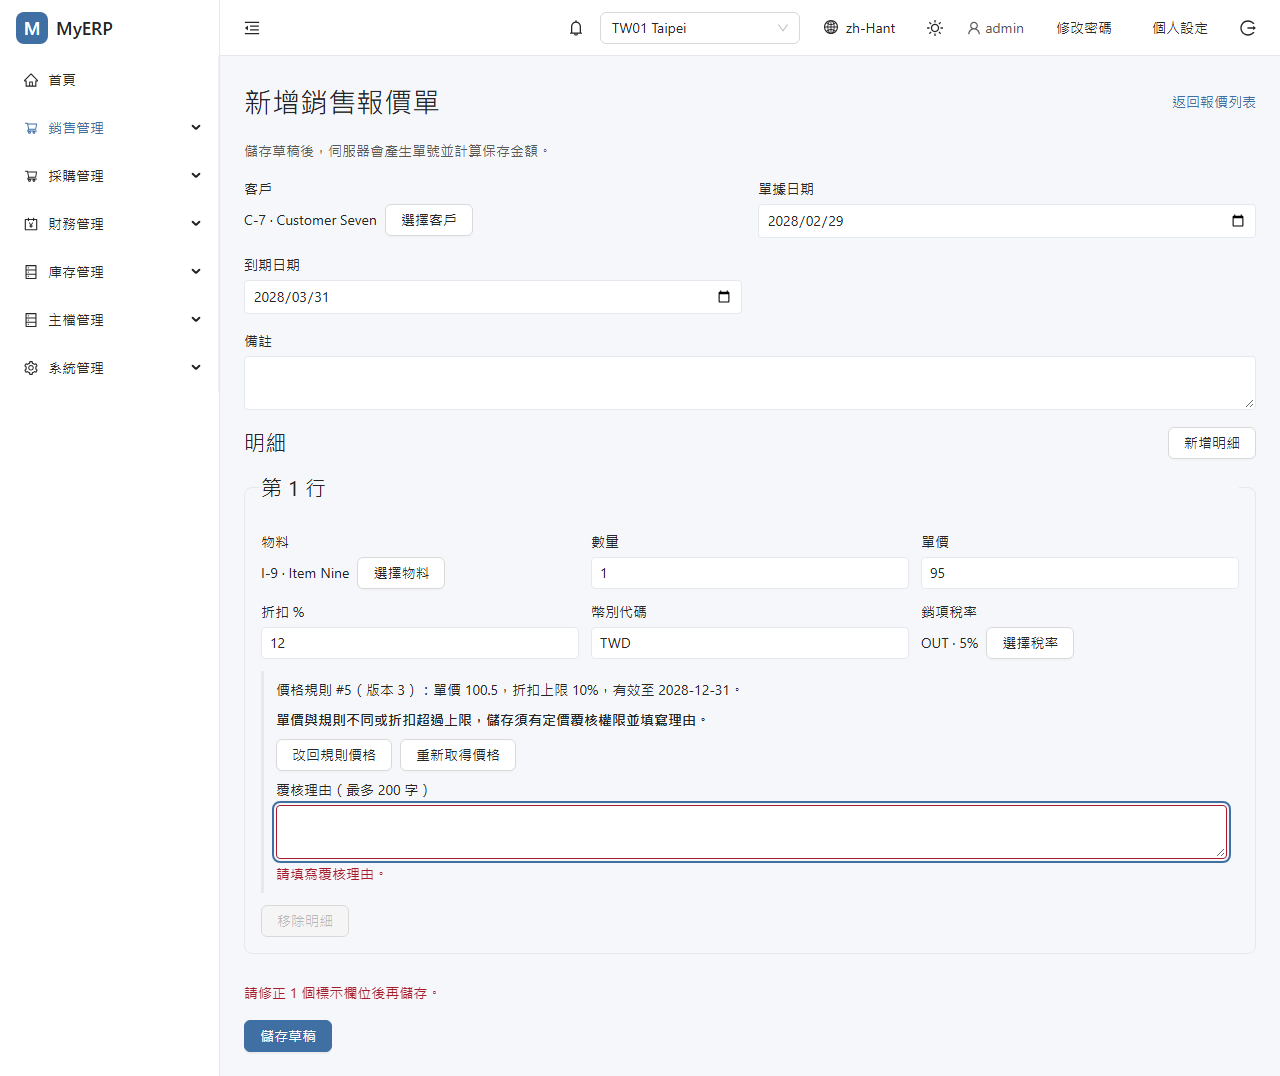 M MyERP
TW01 Taipei
zh-Hant
admin
修改密碼
個人設定
首頁
銷售管理
採購管理
財務管理
庫存管理
主檔管理
系統管理
新增銷售報價單
返回報價列表
儲存草稿後，伺服器會產生單號並計算保存金額。
客戶
C-7 · Customer Seven
選擇客戶
單據日期
2028/02/29
到期日期
2028/03/31
備註
明細
新增明細
第 1 行
物料
I-9 · Item Nine
選擇物料
數量
1
單價
95
折扣 %
12
幣別代碼
TWD
銷項稅率
OUT · 5%
選擇稅率
價格規則 #5（版本 3）：單價 100.5，折扣上限 10%，有效至 2028-12-31。
單價與規則不同或折扣超過上限，儲存須有定價覆核權限並填寫理由。
改回規則價格
重新取得價格
覆核理由（最多 200 字）
請填寫覆核理由。
移除明細
請修正 1 個標示欄位後再儲存。
儲存草稿